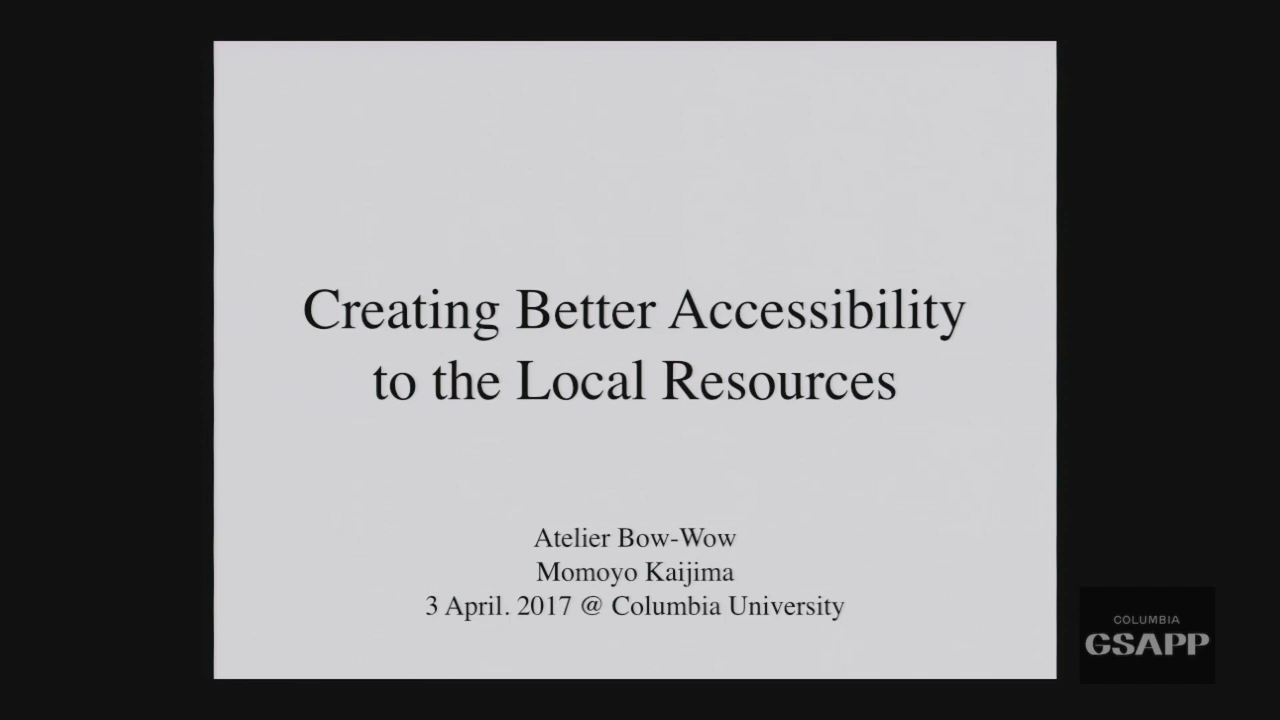 Creating Better Accessibility
to the Local Resources
Atelier Bow-Wow
Momoyo Kaijima
3 April. 2017 @ Columbia University
COLUMBIA
GSAPP